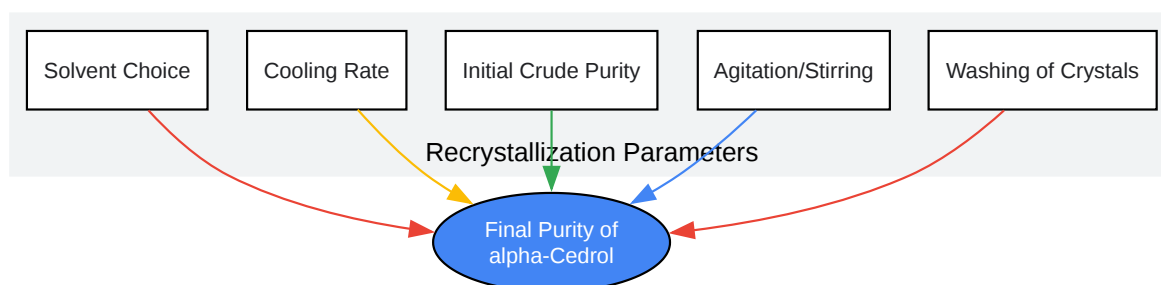 Solvent Choice
Cooling Rate
Initial Crude Purity
Agitation/Stirring
Washing of Crystals
Recrystallization Parameters
Final Purity of
alpha-Cedrol